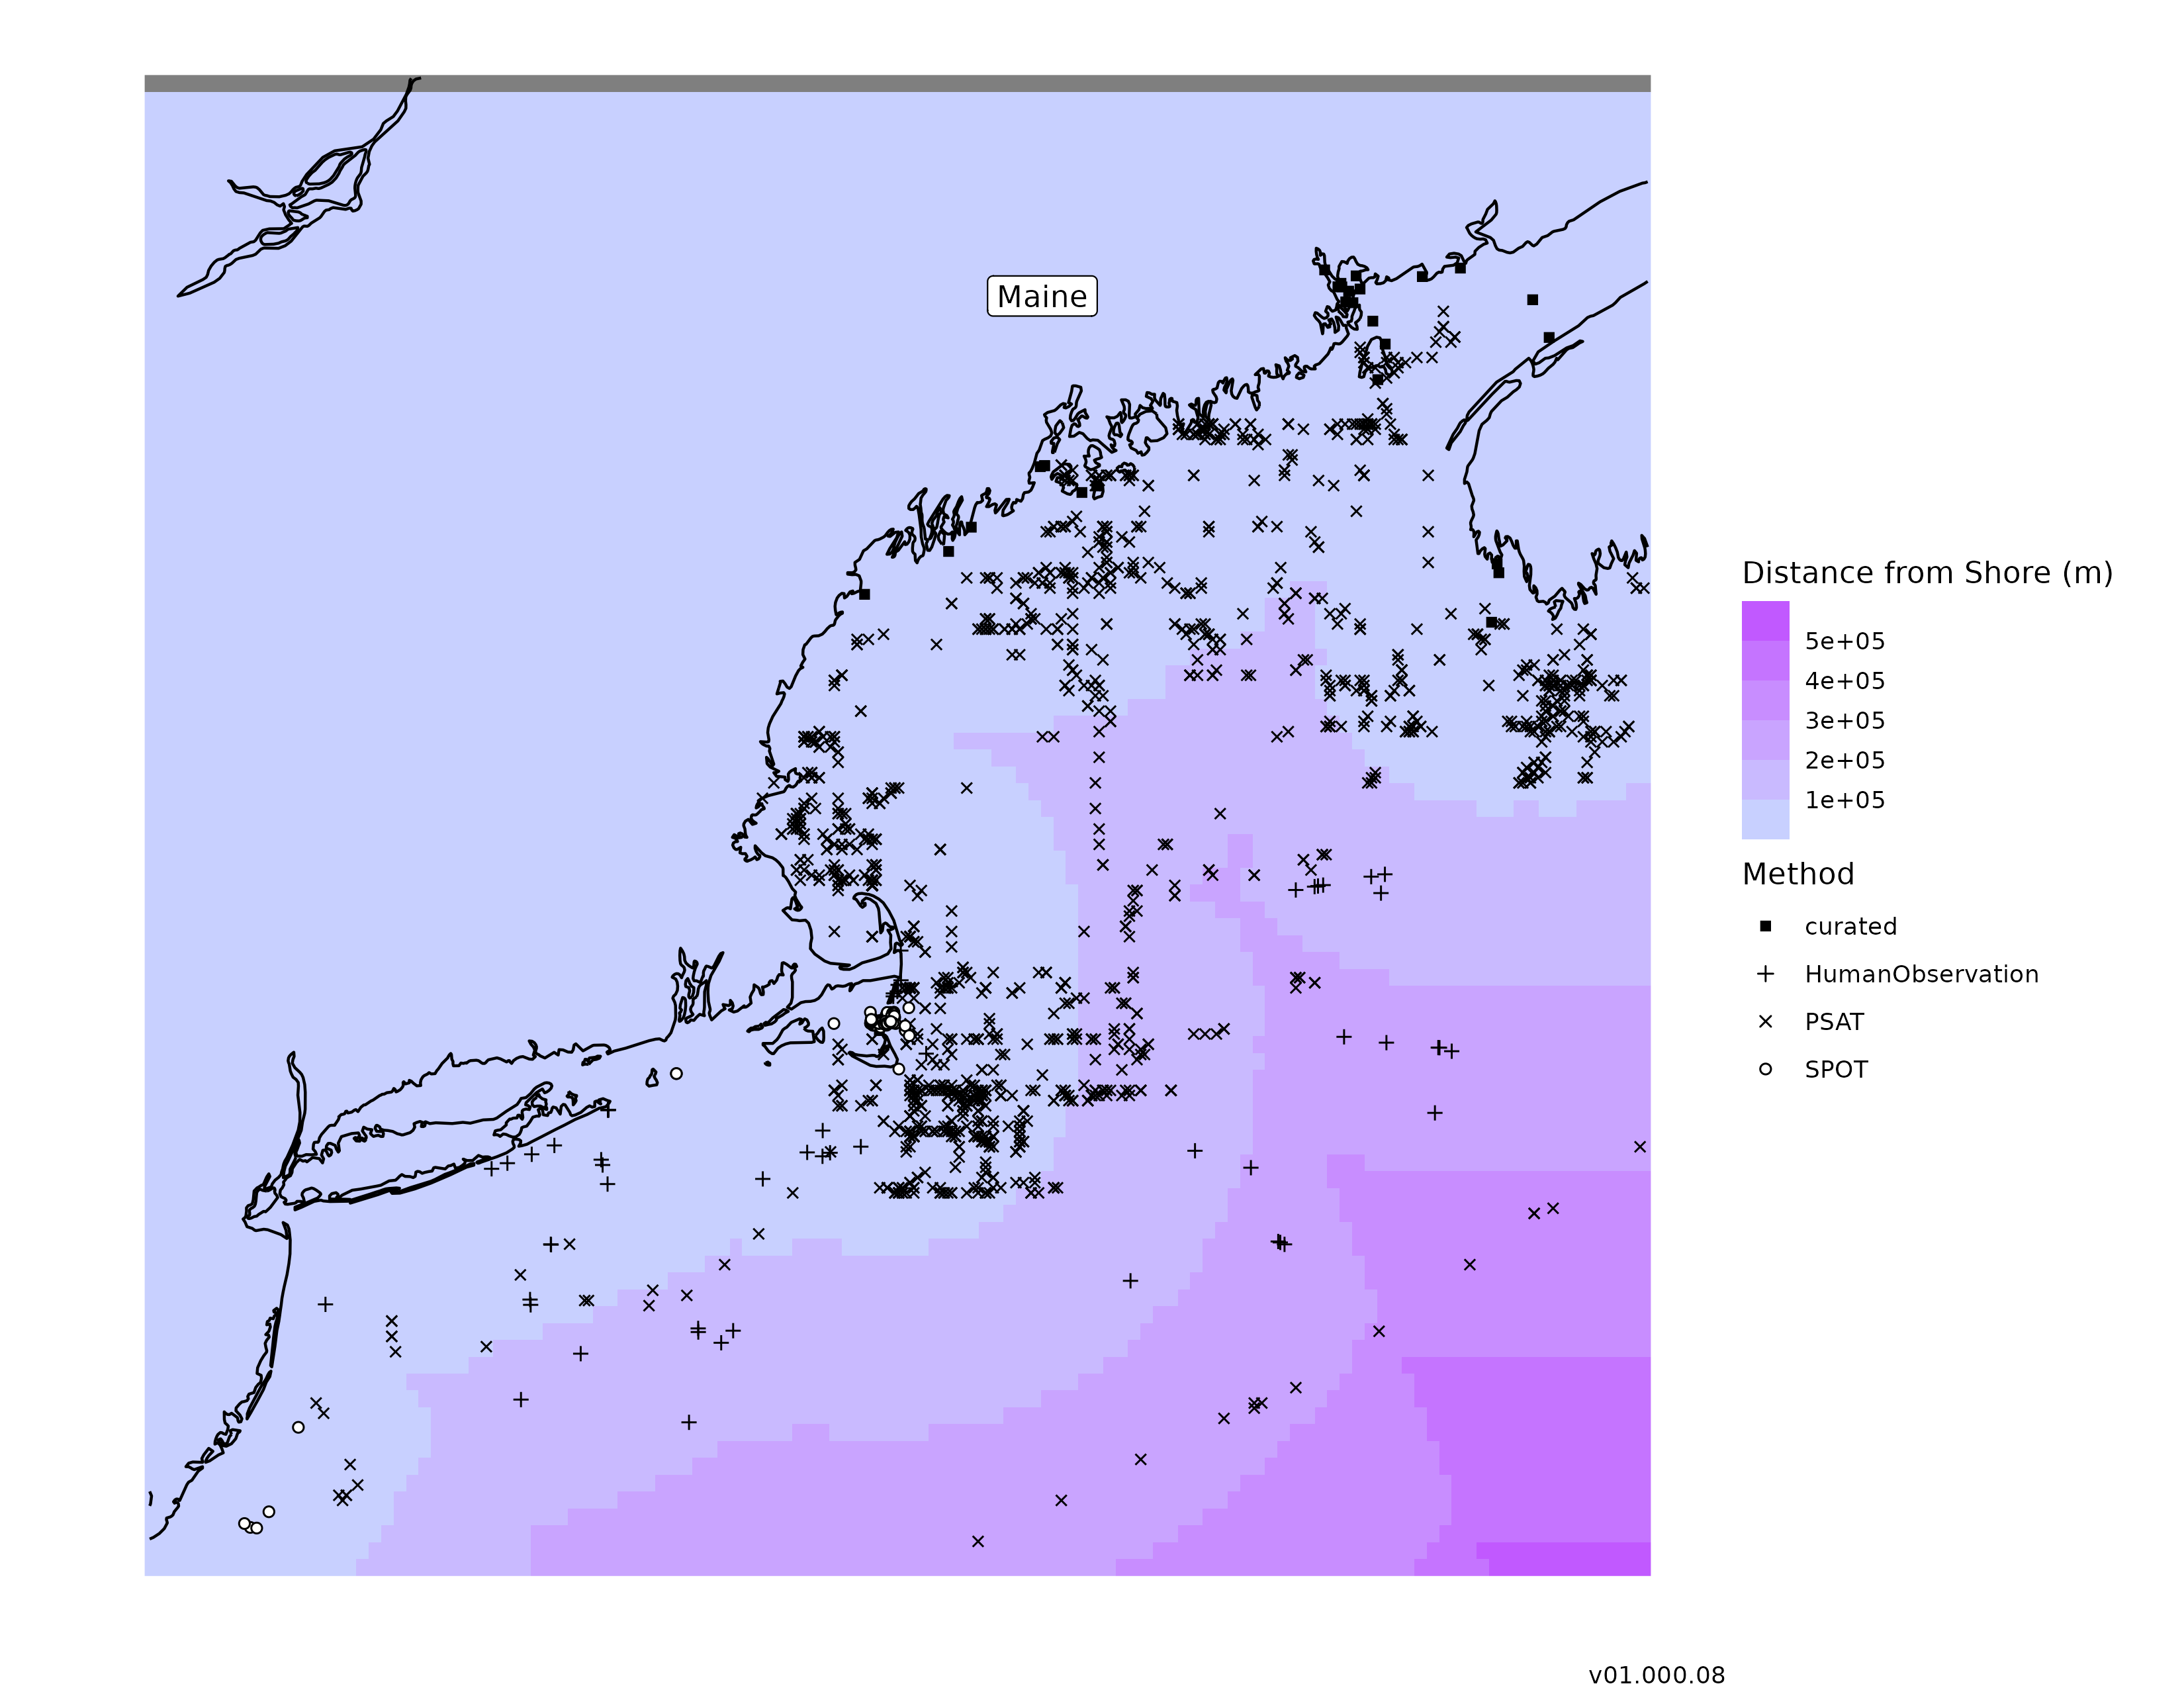 Maine
Distance from Shore (m)
5e+05
4e+05
3e+05
2e+05
1e+05
Method
curated
HumanObservation
PSAT
SPOT
v01.000.08